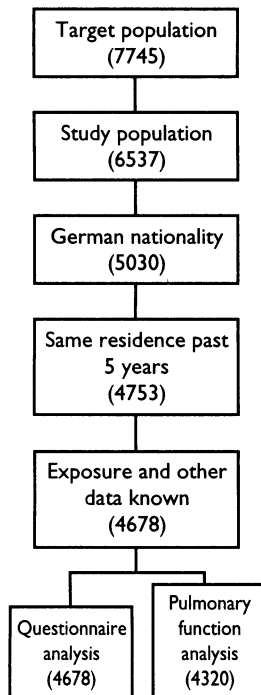 Target population
(7745)
Study population
(6537)
German nationality
(5030)
Same residence past
5 years
(4753)
Exposure and other
data known
(4678)
Questionnaire
analysis
(4678)
Pulmonary
function
analysis
(4320)